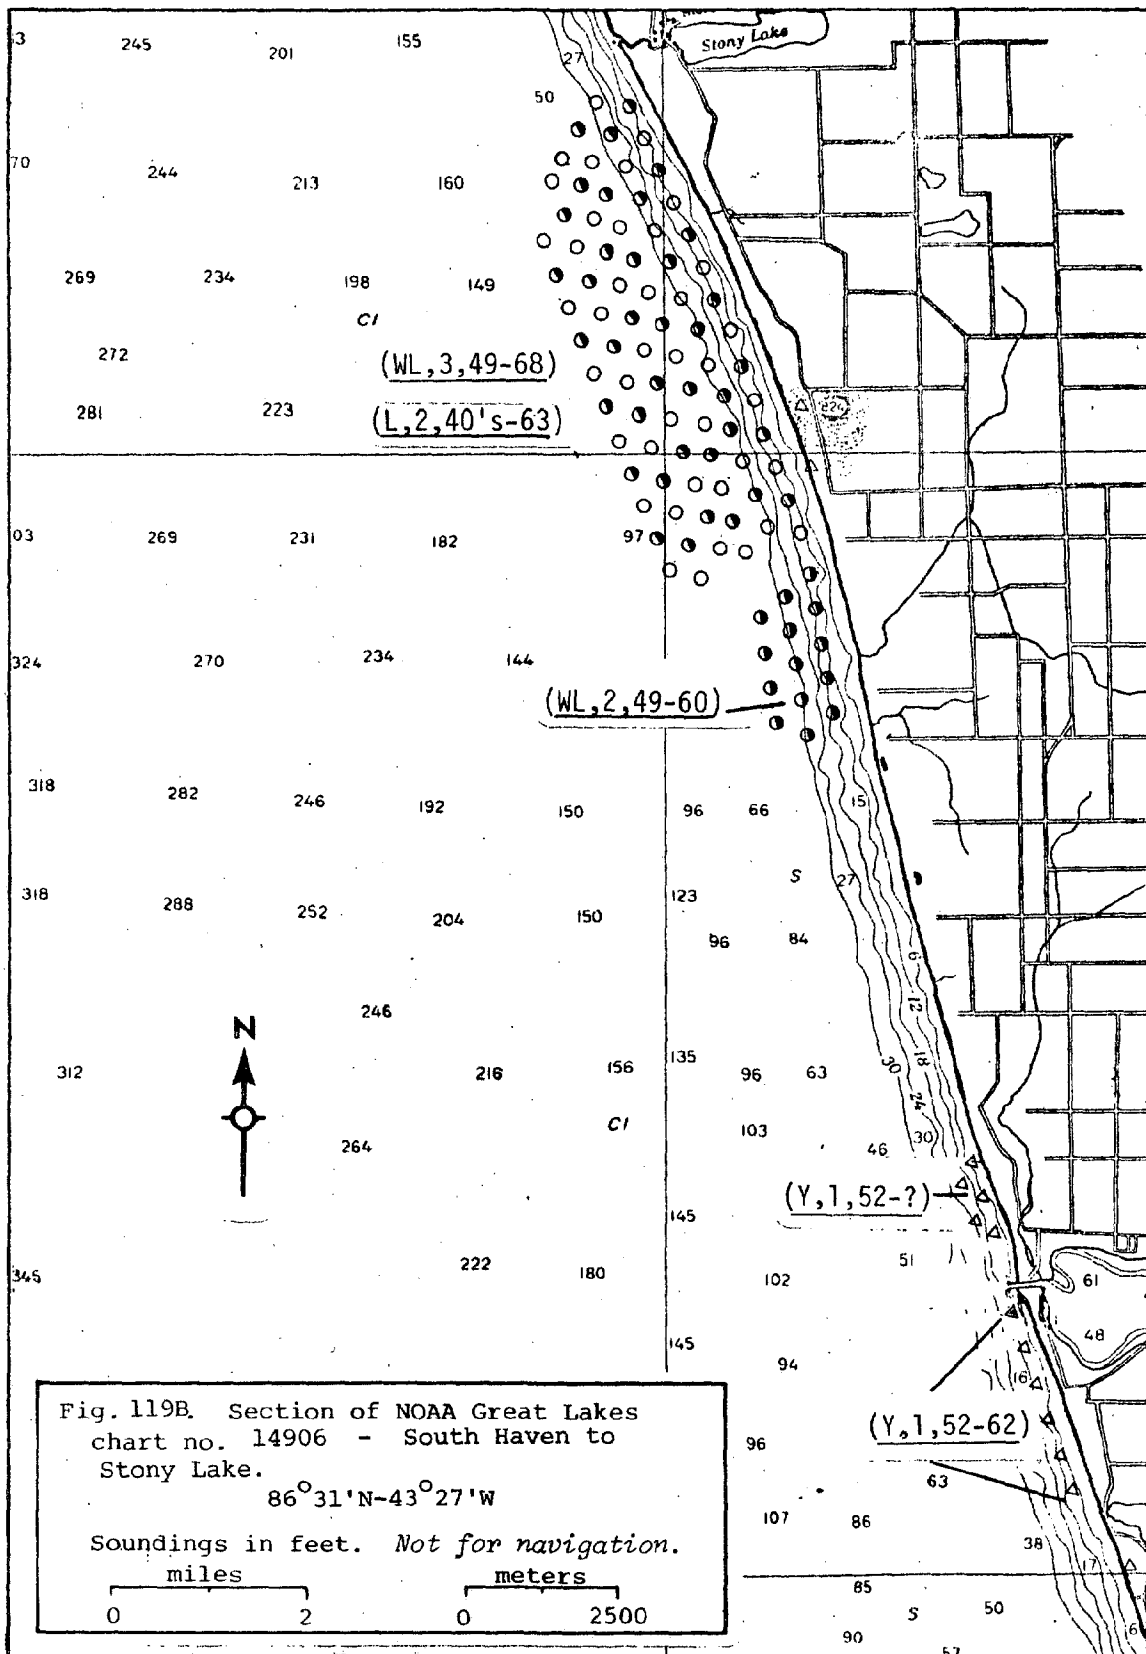 Stony Lake
33 245 201 155
27
50
70 244 213 160
269 234 198 149
Cl
272
(WL,3,49-68)
281 223
(L,2,40's-63)
226
03 269 231 182 97
324 270 234 144
(WL,2,49-60)
318 282 246 192 150 96 66 15
S 27
318 288 252 204 150 123
96 84
6
246 12
312 216 156 135 96 63 18
30 24
Cl 103
264 46 30
N
(Y,1,52-?)
145
51
345 222 180 102 61
48
145 94
16
(Y,1,52-62)
96
63
107 86
38
17
85
S 50
90 57
6
Fig. 119B. Section of NOAA Great Lakes
chart no. 14906 - South Haven to
Stony Lake.
86°31'N-43°27'W
Soundings in feet. Not for navigation.
miles meters
0 2 0 2500